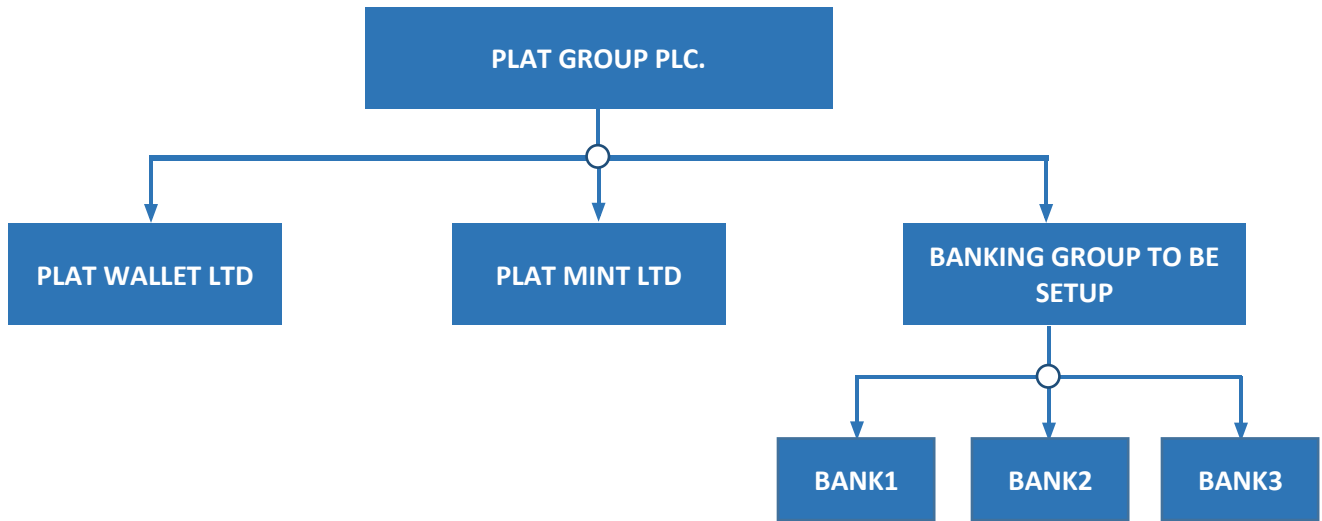 PLAT GROUP PLC.
PLAT WALLET LTD
PLAT MINT LTD
BANKING GROUP TO BE
SETUP
BANK1
BANK2
BANK3